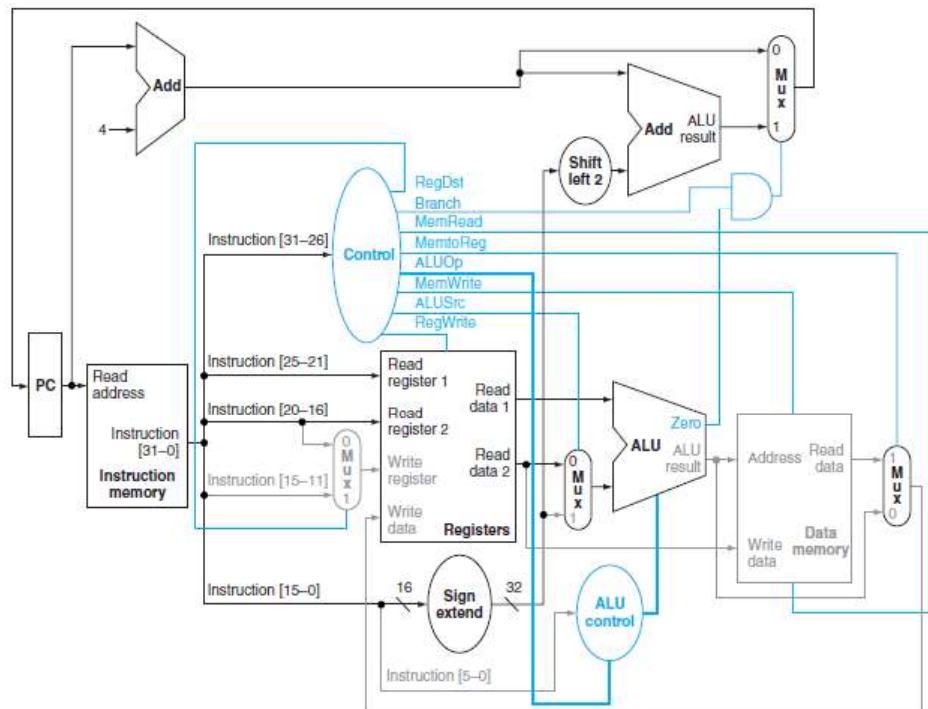 Add
4
Add
ALU
result
0
M
u
x
1
Shift
left 2
RegDst
Branch
MemRead
MemtoReg
ALUOp
MemWrite
ALUSrc
RegWrite
Instruction [31–26]
Control
PC
Read
address
Instruction
[31–0]
Instruction
memory
Instruction [25–21]
Instruction [20–16]
Instruction [15–11]
0
M
u
x
1
Read
register 1
Read
register 2
Write
register
Write
data
Read
data 1
Read
data 2
Registers
0
M
u
x
1
Zero
ALU
ALU
result
Address
Read
data
Write
data
Data
memory
1
M
u
x
0
Instruction [15–0]
16
Sign
extend
32
ALU
control
Instruction [5–0]